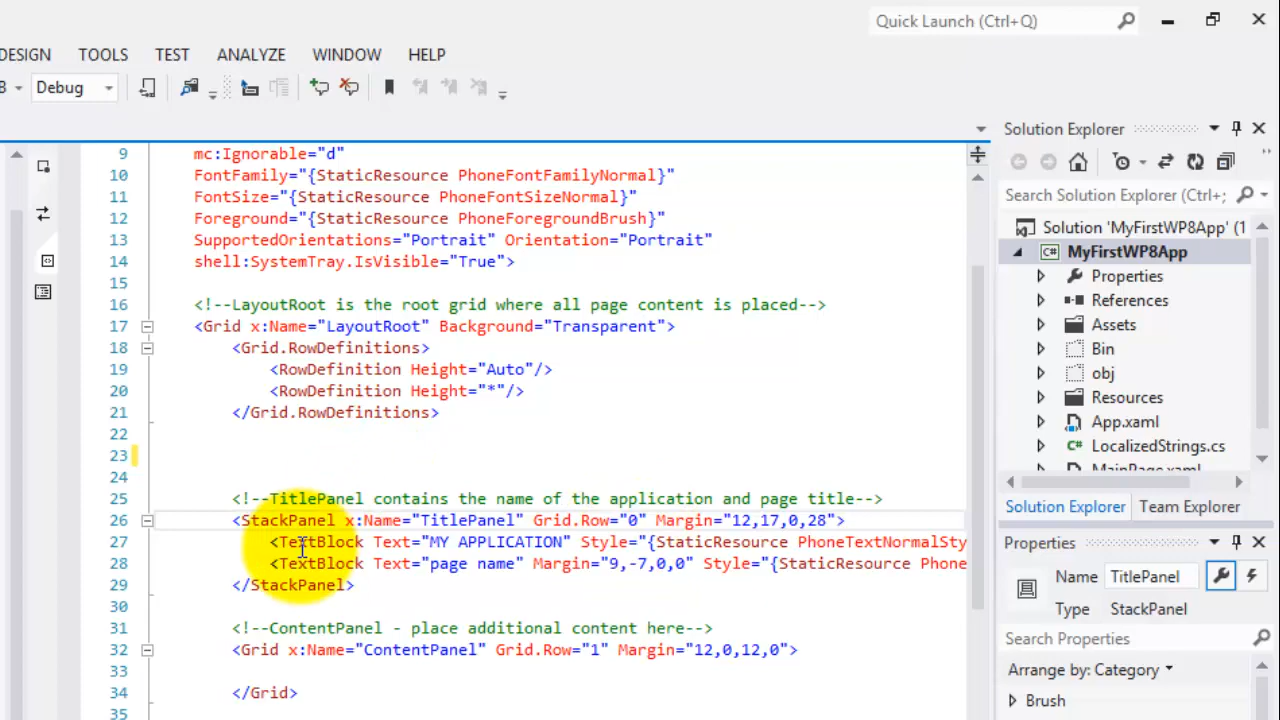 Quick Launch (Ctrl+Q)
DESIGN TOOLS TEST ANALYZE WINDOW HELP
Debug
9 mc:Ignorable="d"
10 FontFamily="{StaticResource PhoneFontFamilyNormal}"
11 FontSize="{StaticResource PhoneFontSizeNormal}"
12 Foreground="{StaticResource PhoneForegroundBrush}"
13 SupportedOrientations="Portrait" Orientation="Portrait"
14 shell:SystemTray.IsVisible="True">
15
16 <!--LayoutRoot is the root grid where all page content is placed-->
17 <Grid x:Name="LayoutRoot" Background="Transparent">
18 <Grid.RowDefinitions>
19 <RowDefinition Height="Auto"/>
20 <RowDefinition Height="*"/>
21 </Grid.RowDefinitions>
22
23
24
25 <!--TitlePanel contains the name of the application and page title-->
26 <StackPanel x:Name="TitlePanel" Grid.Row="0" Margin="12,17,0,28">
27 <TextBlock Text="MY APPLICATION" Style="{StaticResource PhoneTextNormalSty
28 <TextBlock Text="page name" Margin="9,-7,0,0" Style="{StaticResource Phone
29 </StackPanel>
30
31 <!--ContentPanel - place additional content here-->
32 <Grid x:Name="ContentPanel" Grid.Row="1" Margin="12,0,12,0">
33
34 </Grid>
35
Solution Explorer
Search Solution Explorer (Ctrl+;
Solution 'MyFirstWP8App' (1
C# MyFirstWP8App
Properties
References
Assets
Bin
obj
Resources
App.xaml
C# LocalizedStrings.cs
MainPage.xaml
Solution Explorer Team Explorer
Properties
Name TitlePanel
Type StackPanel
Search Properties
Arrange by: Category
Brush